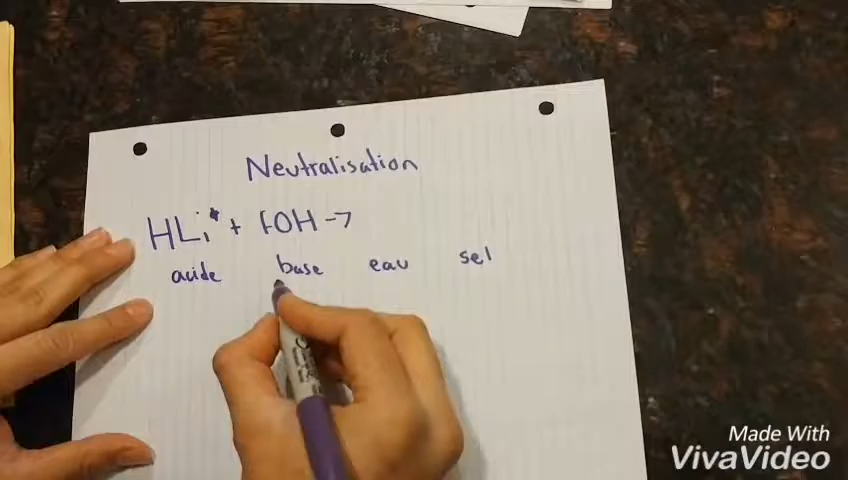 Neutralisation
HLi + FOH →
acide base eau sel
Made With
VivaVideo